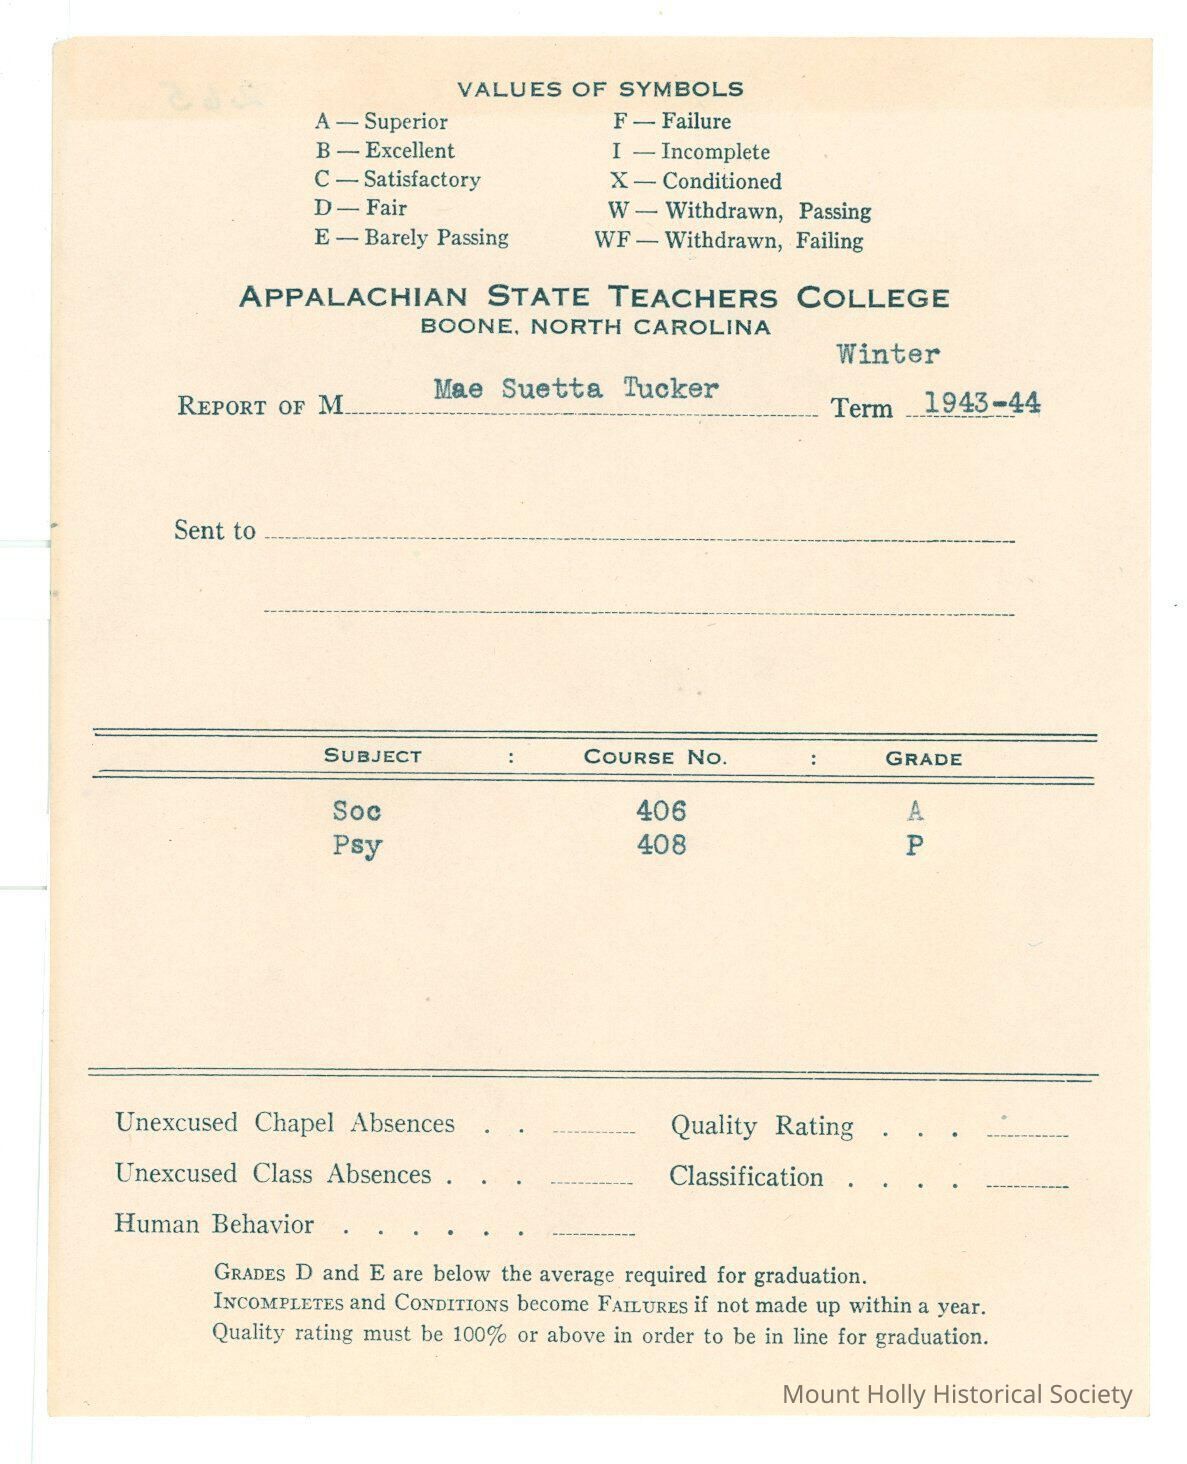 VALUES OF SYMBOLS
A — Superior F — Failure
B — Excellent I — Incomplete
C — Satisfactory X — Conditioned
D — Fair W — Withdrawn, Passing
E — Barely Passing WF — Withdrawn, Failing
APPALACHIAN STATE TEACHERS COLLEGE
BOONE, NORTH CAROLINA
Winter
REPORT OF M Mae Suetta Tucker Term 1943-44
Sent to
SUBJECT : COURSE NO. : GRADE
Soc 406 A
Psy 408 P
Unexcused Chapel Absences . . Quality Rating . . .
Unexcused Class Absences . . . Classification . . . .
Human Behavior . . . . . .
GRADES D and E are below the average required for graduation.
INCOMPLETES and CONDITIONS become FAILURES if not made up within a year.
Quality rating must be 100% or above in order to be in line for graduation.
Mount Holly Historical Society